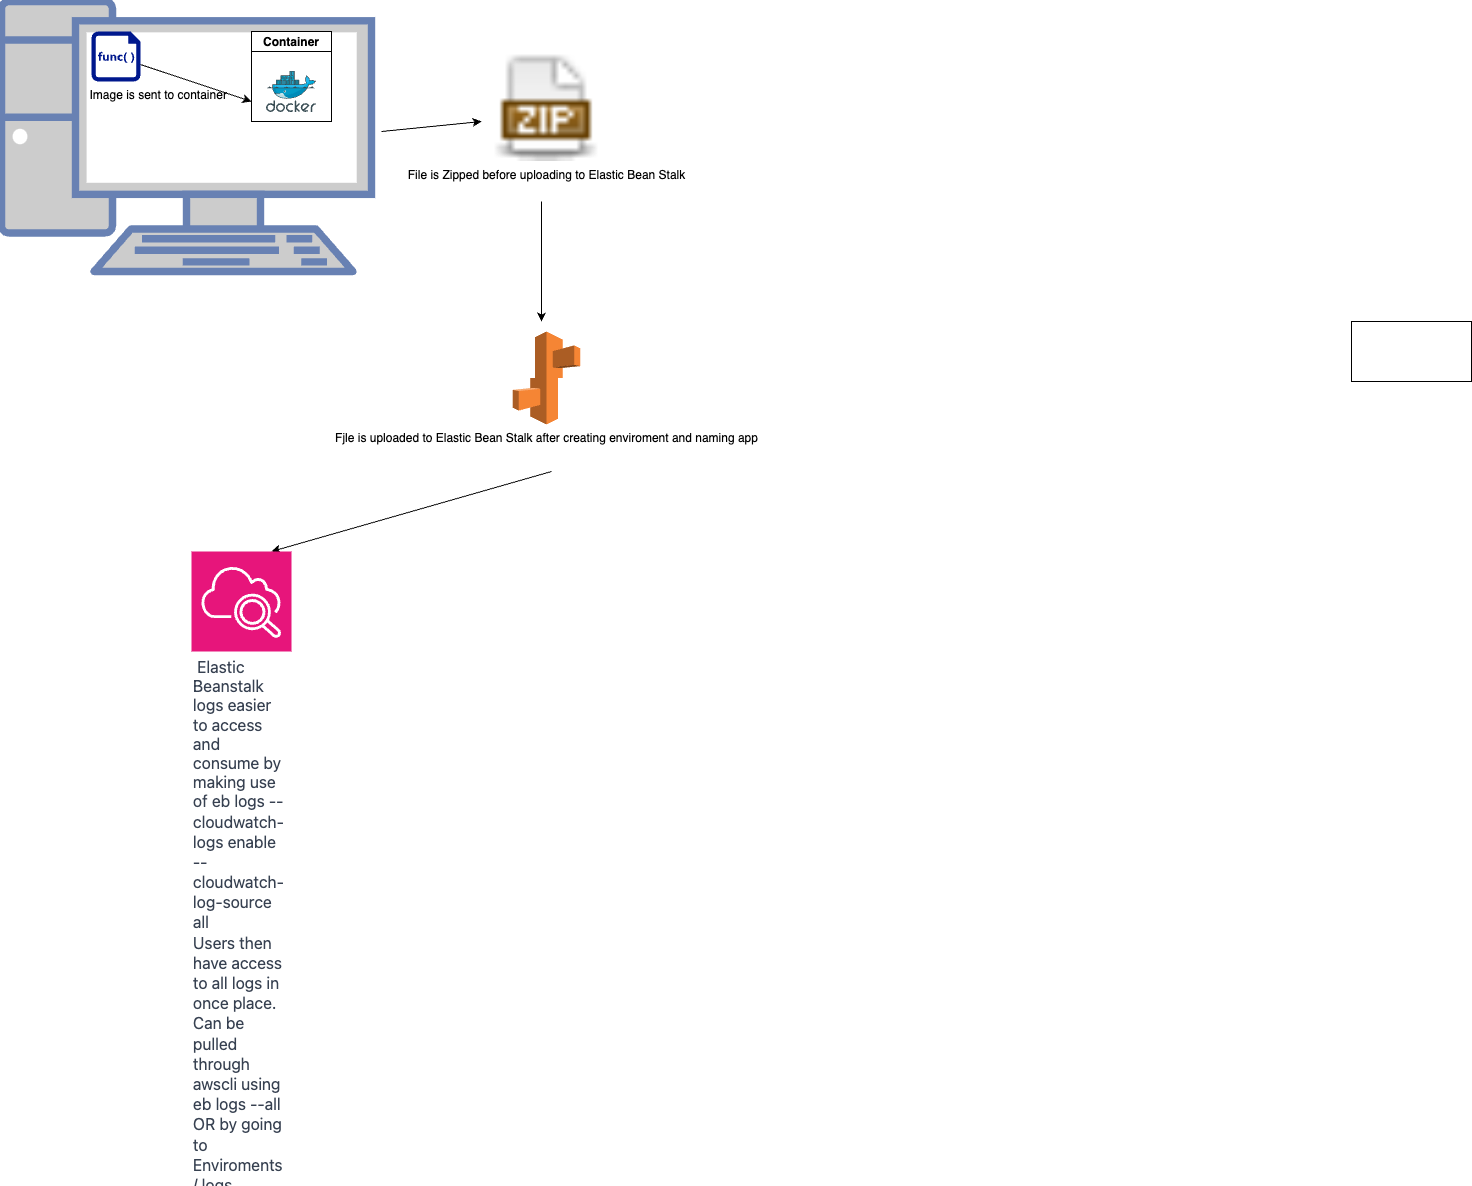 func( )
Container
docker
Image is sent to container
ZIP
File is Zipped before uploading to Elastic Bean Stalk
Fjle is uploaded to Elastic Bean Stalk after creating enviroment and naming app
Elastic
Beanstalk
logs easier
to access
and
consume by
making use
of eb logs --
cloudwatch-
logs enable
--
cloudwatch-
log-source
all
Users then
have access
to all logs in
once place.
Can be
pulled
through
awscli using
eb logs --all
OR by going
to
Enviroments
/ logs